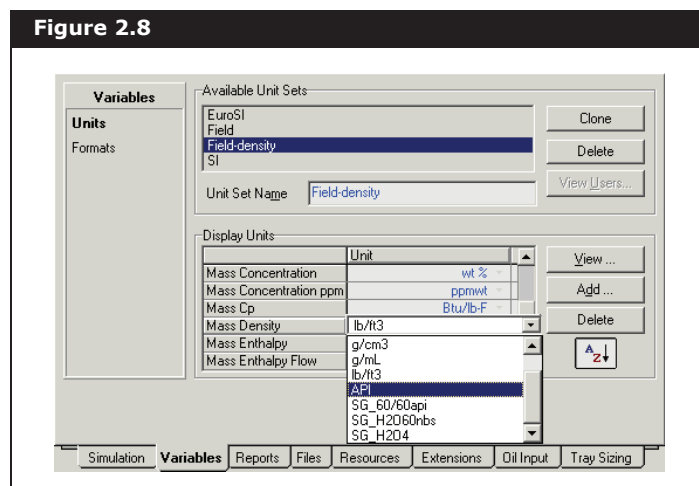 Figure 2.8
Variables
Units
Formats
Available Unit Sets
EuroSI
Field
Field-density
SI
Unit Set Name Field-density
Clone
Delete
View Users...
Display Units
Unit
Mass Concentration wt %
Mass Concentration ppm ppmwt
Mass Cp Btu/lb-F
Mass Density lb/ft3
Mass Enthalpy
Mass Enthalpy Flow
g/cm3
g/mL
lb/ft3
API
SG_60/60api
SG_H2O60nbs
SG_H2O4
View ...
Add ...
Delete
AZ
Simulation Variables Reports Files Resources Extensions Oil Input Tray Sizing